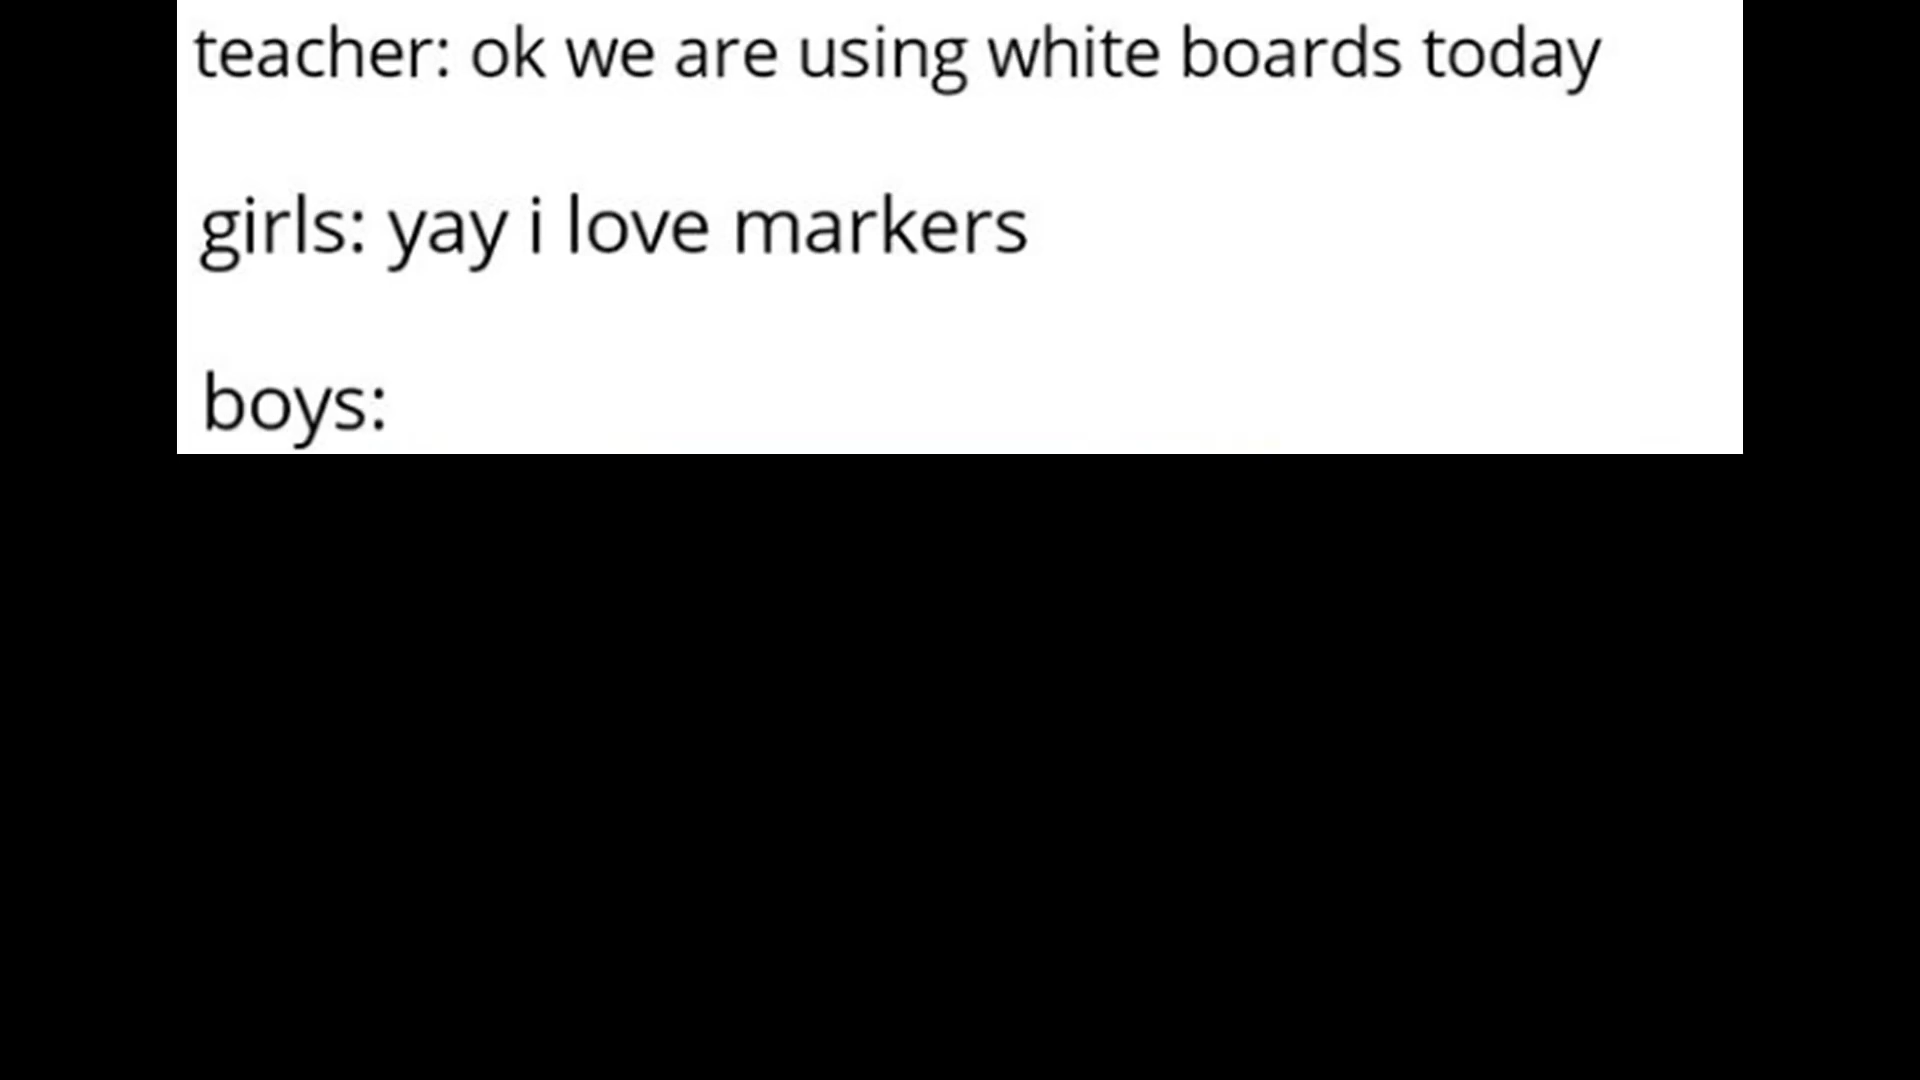 teacher: ok we are using white boards today
girls: yay i love markers
boys: